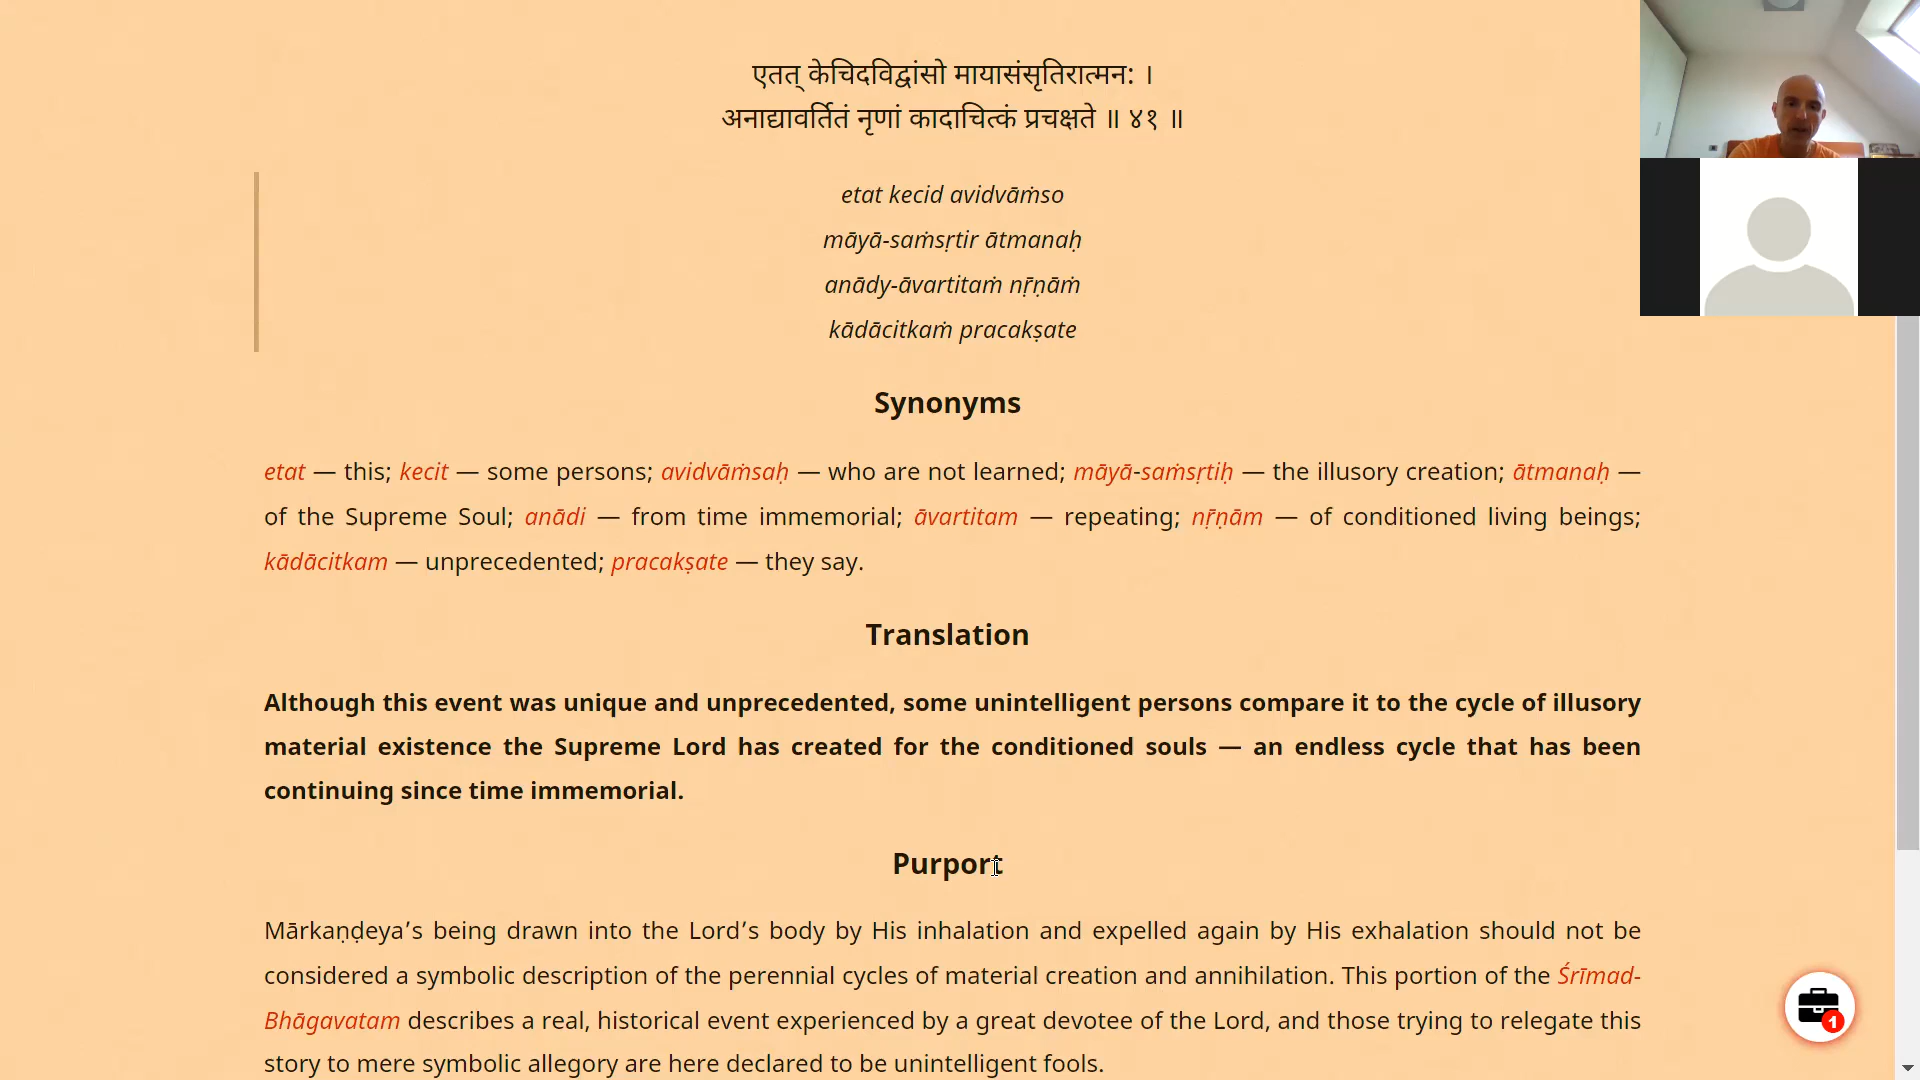 एतत् केचिदविद्वांसो मायासंसृतिरात्मन: ।
अनाद्यावर्तितं नृणां कादाचित्कं प्रचक्षते ॥ ४१ ॥
etat kecid avidvāṁso
māyā-saṁsṛtir ātmanaḥ
anādy-āvartitaṁ nṝṇāṁ
kādācitkaṁ pracakṣate
Synonyms
etat — this; kecit — some persons; avidvāṁsaḥ — who are not learned; māyā-saṁsṛtiḥ — the illusory creation; ātmanaḥ —
of the Supreme Soul; anādi — from time immemorial; āvartitam — repeating; nṝṇām — of conditioned living beings;
kādācitkam — unprecedented; pracakṣate — they say.
Translation
Although this event was unique and unprecedented, some unintelligent persons compare it to the cycle of illusory
material existence the Supreme Lord has created for the conditioned souls — an endless cycle that has been
continuing since time immemorial.
Purport
Mārkaṇḍeya’s being drawn into the Lord’s body by His inhalation and expelled again by His exhalation should not be
considered a symbolic description of the perennial cycles of material creation and annihilation. This portion of the Śrīmad-
Bhāgavatam describes a real, historical event experienced by a great devotee of the Lord, and those trying to relegate this
story to mere symbolic allegory are here declared to be unintelligent fools.
1